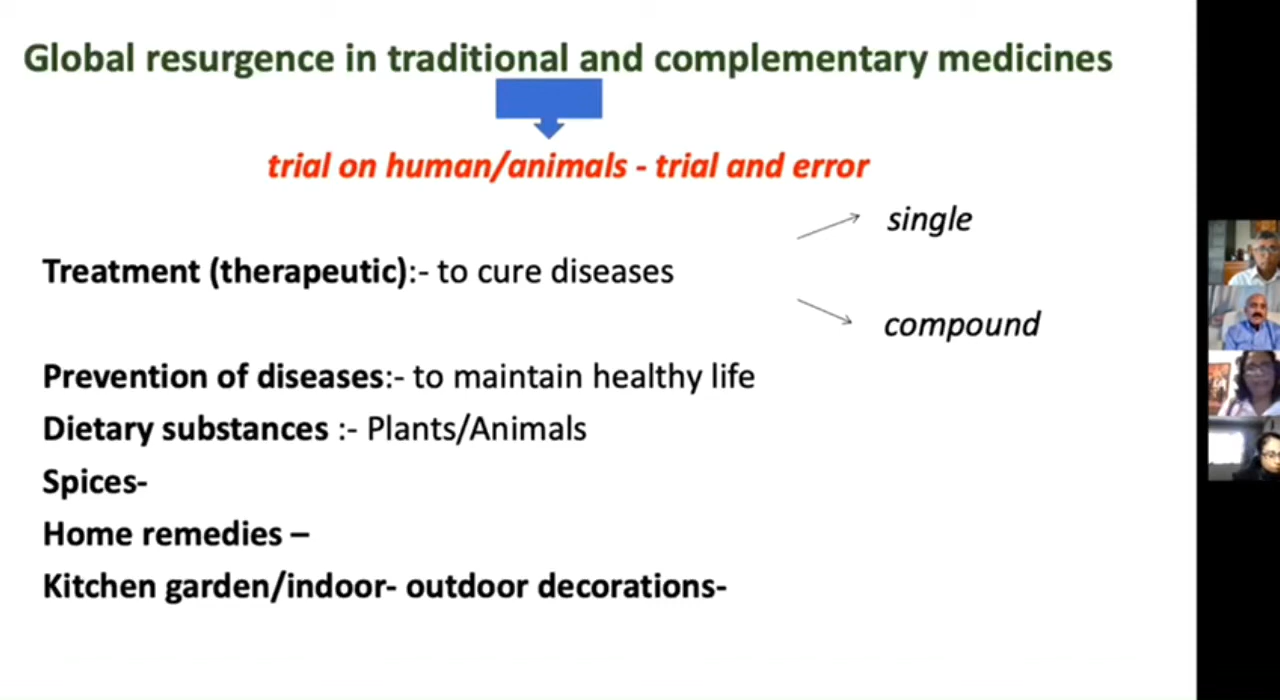 Global resurgence in traditional and complementary medicines
trial on human/animals - trial and error
single
Treatment (therapeutic):- to cure diseases
compound
Prevention of diseases:- to maintain healthy life
Dietary substances :- Plants/Animals
Spices-
Home remedies –
Kitchen garden/indoor- outdoor decorations-